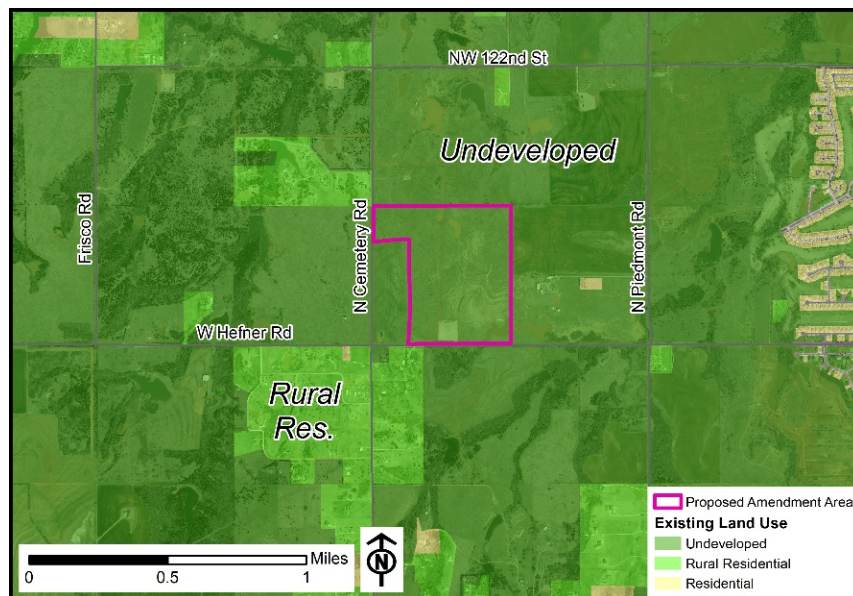 NW 122nd St
Undeveloped
Frisco Rd
N Cemetery Rd
N Piedmont Rd
W Hefner Rd
Rural
Res.
Proposed Amendment Area
Existing Land Use
Undeveloped
Rural Residential
Residential
Miles
0 0.5 1
N